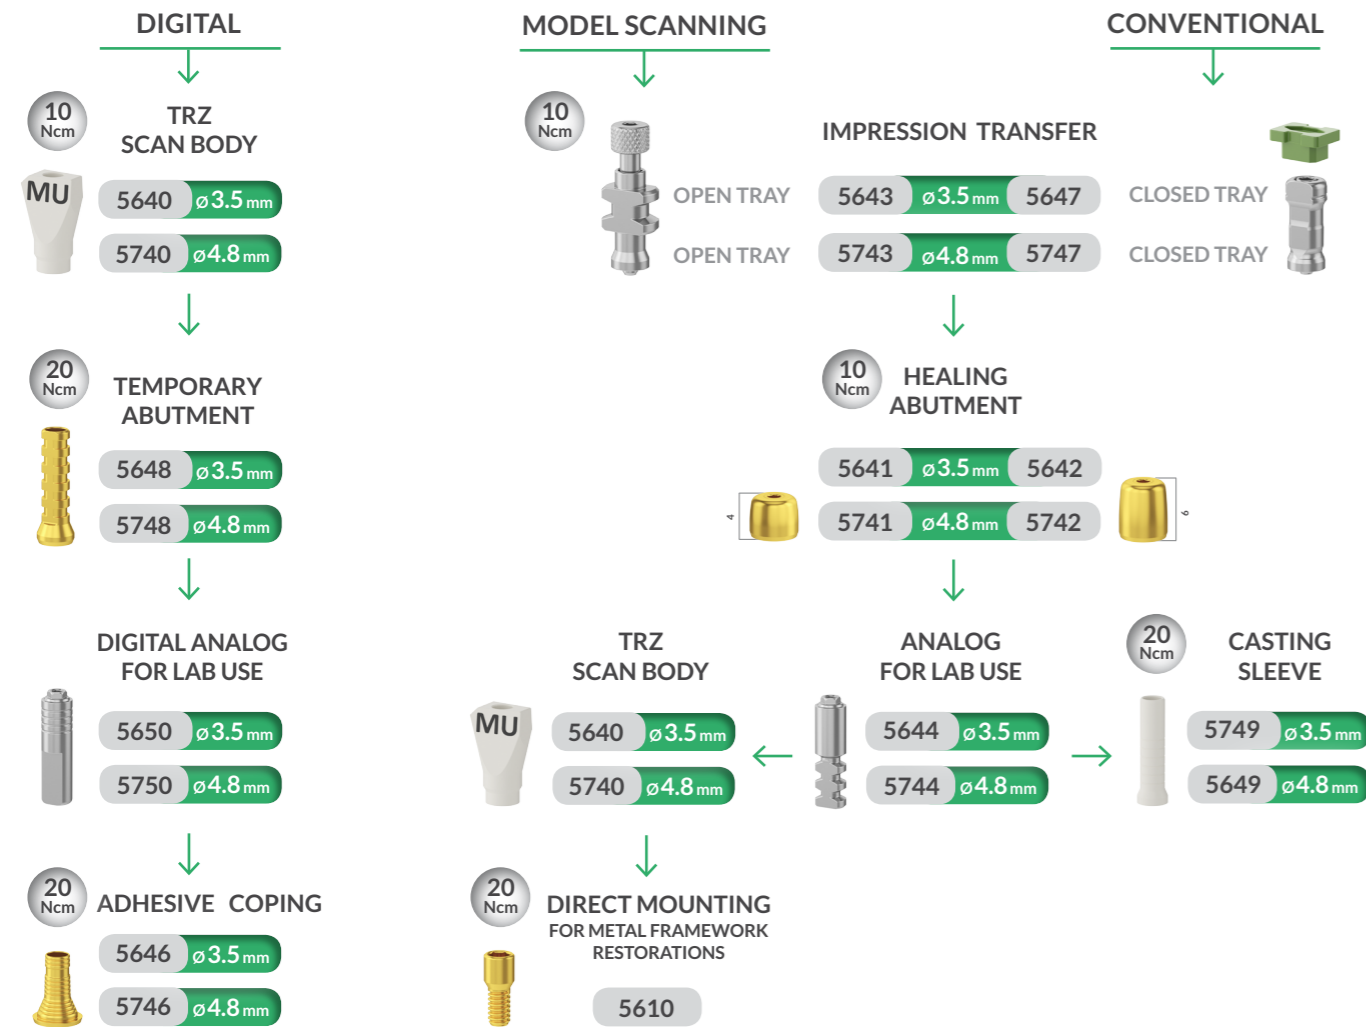 DIGITAL
10
Ncm
TRZ
SCAN BODY
MU
5640 ø3.5 mm
5740 ø4.8 mm
20
Ncm
TEMPORARY
ABUTMENT
5648 ø3.5 mm
5748 ø4.8 mm
DIGITAL ANALOG
FOR LAB USE
5650 ø3.5 mm
5750 ø4.8 mm
20
Ncm
ADHESIVE COPING
5646 ø3.5 mm
5746 ø4.8 mm
MODEL SCANNING
CONVENTIONAL
10
Ncm
IMPRESSION TRANSFER
OPEN TRAY 5643 ø3.5 mm 5647 CLOSED TRAY
OPEN TRAY 5743 ø4.8 mm 5747 CLOSED TRAY
10
Ncm
HEALING
ABUTMENT
5641 ø3.5 mm 5642
4
5741 ø4.8 mm 5742
6
TRZ
SCAN BODY
MU
5640 ø3.5 mm
5740 ø4.8 mm
ANALOG
FOR LAB USE
5644 ø3.5 mm
5744 ø4.8 mm
20
Ncm
CASTING
SLEEVE
5749 ø3.5 mm
5649 ø4.8 mm
20
Ncm
DIRECT MOUNTING
FOR METAL FRAMEWORK
RESTORATIONS
5610